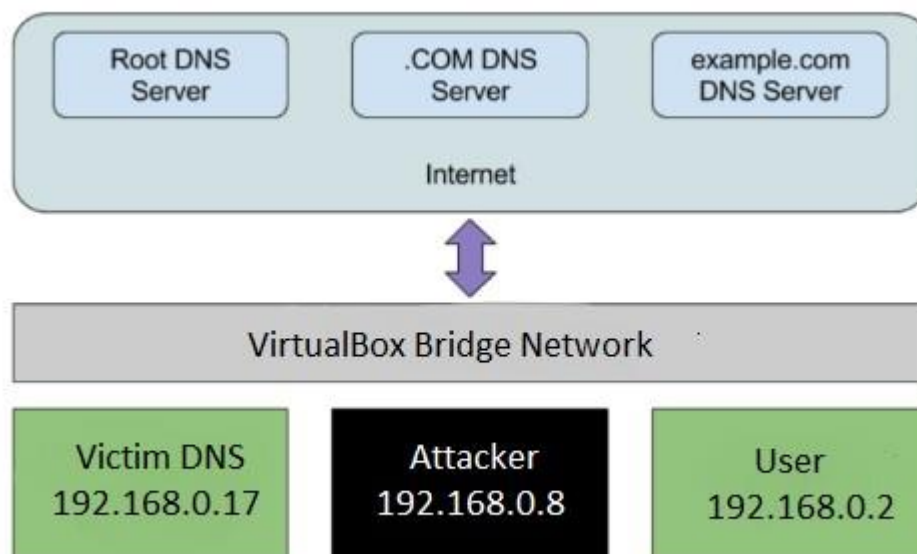 Root DNS
Server
.COM DNS
Server
example.com
DNS Server
Internet
VirtualBox Bridge Network
Victim DNS
192.168.0.17
Attacker
192.168.0.8
User
192.168.0.2